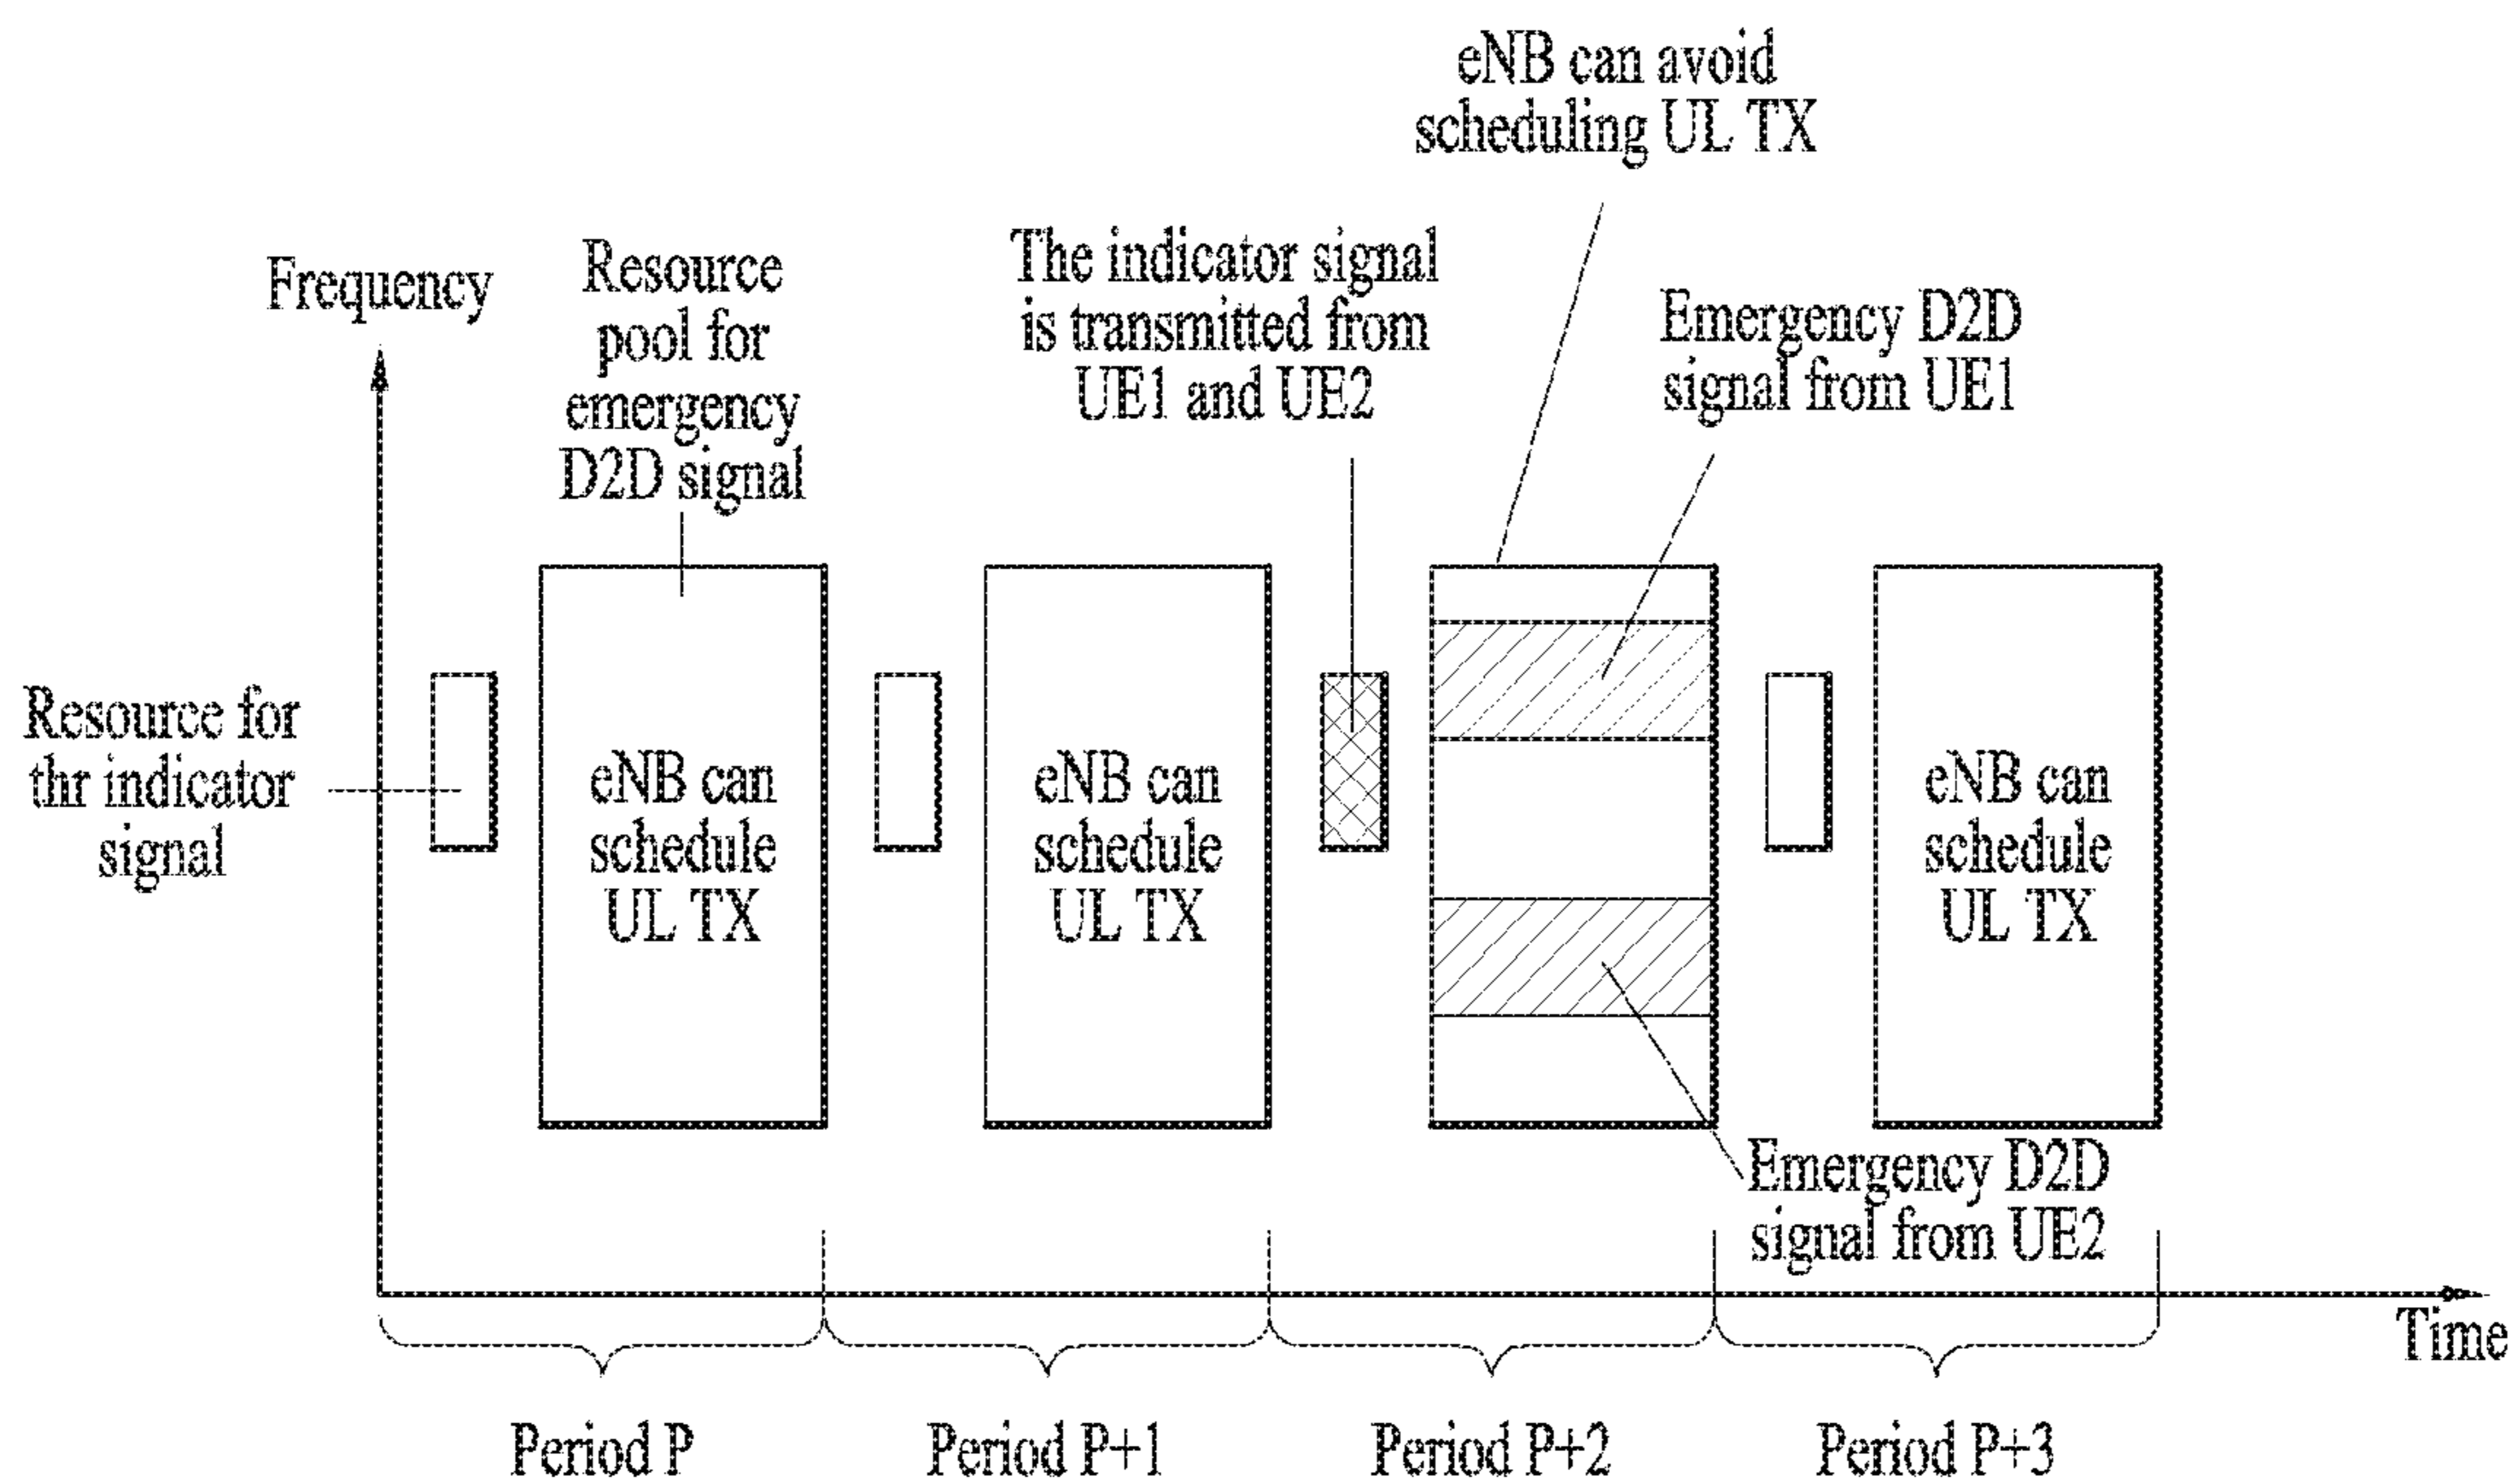 eNB can avoid
scheduling UL TX
Frequency
Resource
pool for
emergency
D2D signal
The indicator signal
is transmitted from
UE1 and UE2
Emergency D2D
signal from UE1
Resource for
thr indicator
signal
eNB can
schedule
UL TX
eNB can
schedule
UL TX
eNB can
schedule
UL TX
Emergency D2D
signal from UE2
Time
Period P
Period P+1
Period P+2
Period P+3